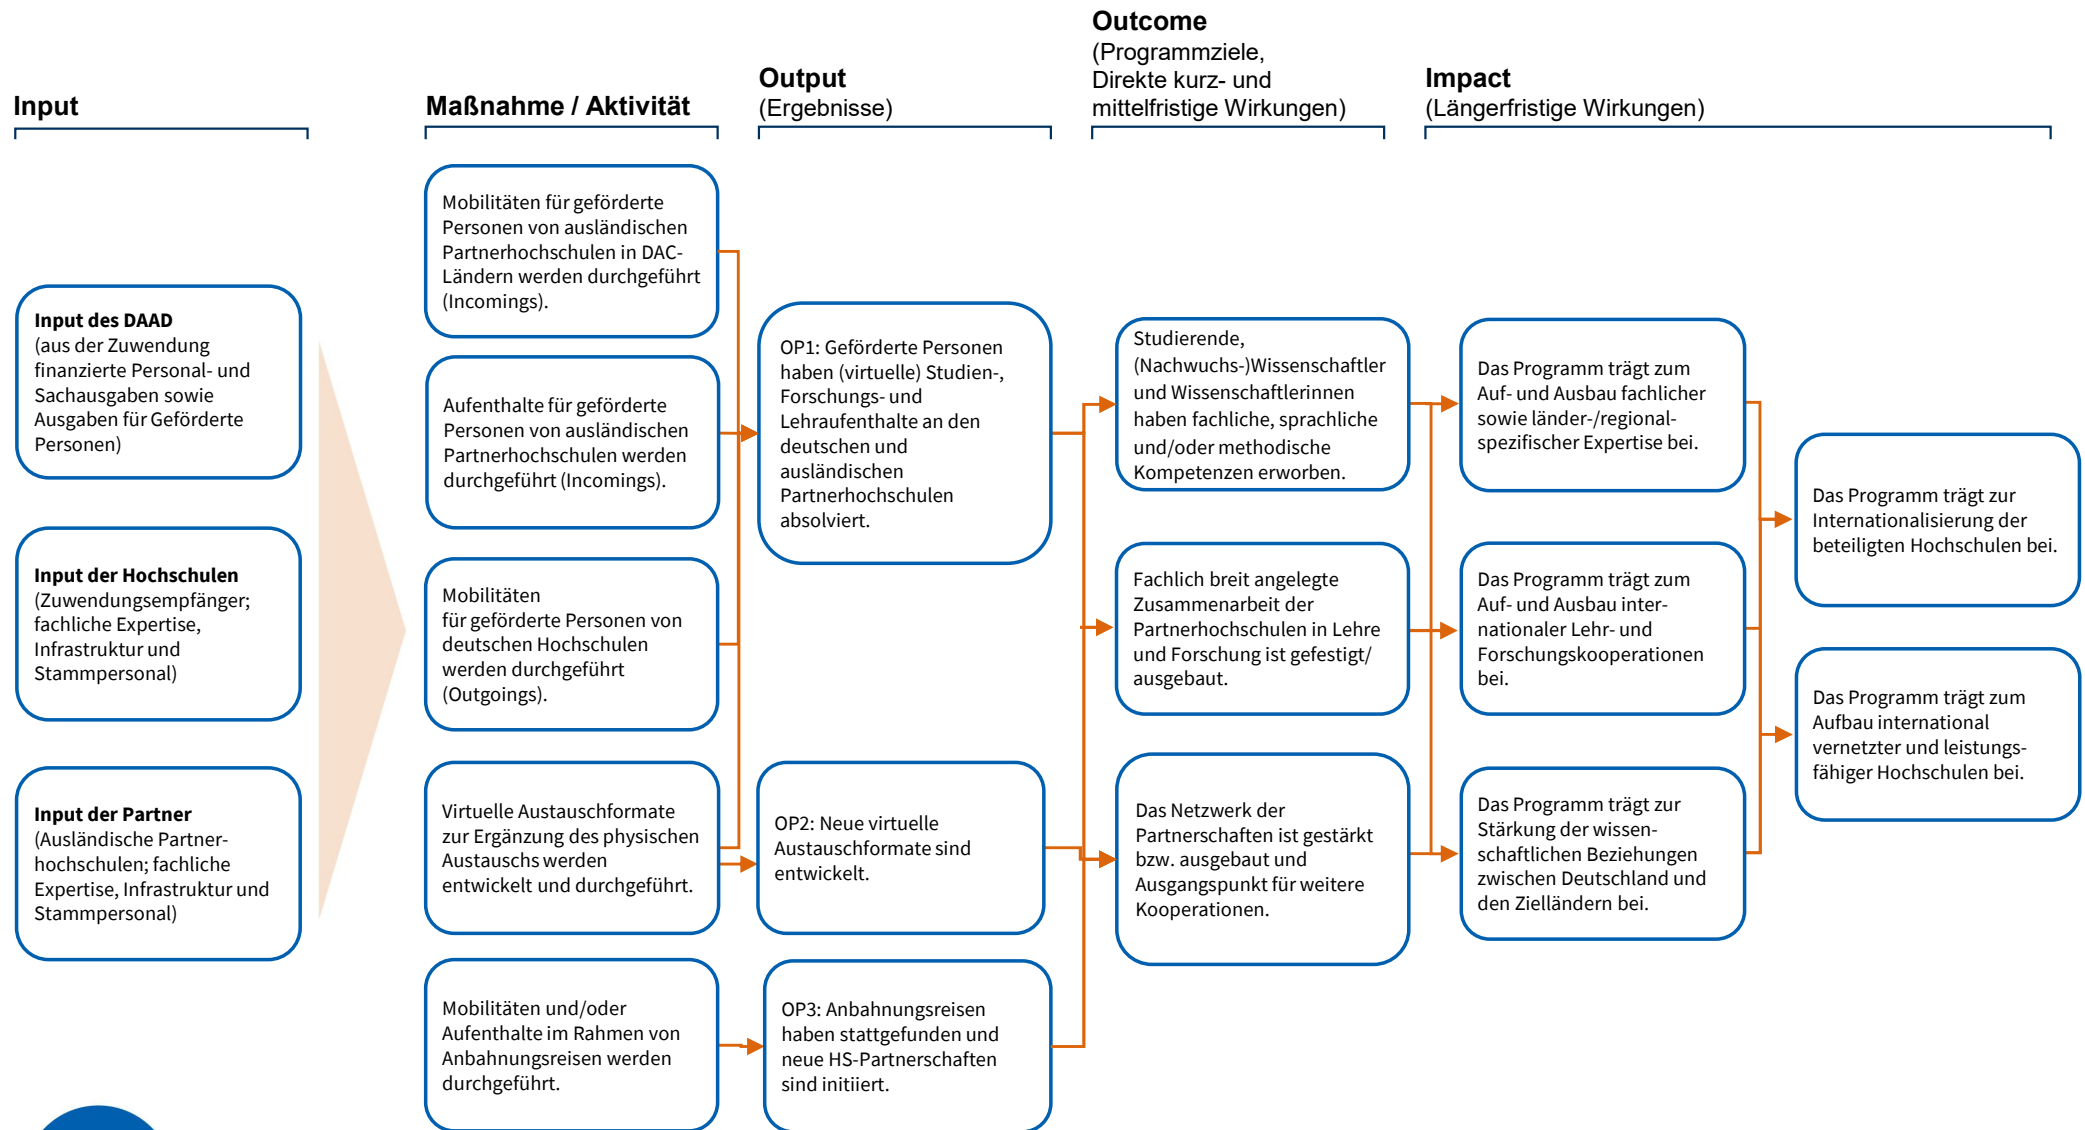 Input
Maßnahme / Aktivität
Output
(Ergebnisse)
Outcome
(Programmziele,
Direkte kurz- und
mittelfristige Wirkungen)
Impact
(Längerfristige Wirkungen)
Input des DAAD
(aus der Zuwendung
finanzierte Personal- und
Sachausgaben sowie
Ausgaben für Geförderte
Personen)
Input der Hochschulen
(Zuwendungsempfänger;
fachliche Expertise,
Infrastruktur und
Stammpersonal)
Input der Partner
(Ausländische Partner-
hochschulen; fachliche
Expertise, Infrastruktur und
Stammpersonal)
Mobilitäten für geförderte
Personen von ausländischen
Partnerhochschulen in DAC-
Ländern werden durchgeführt
(Incomings).
Aufenthalte für geförderte
Personen von ausländischen
Partnerhochschulen werden
durchgeführt (Incomings).
Mobilitäten
für geförderte Personen von
deutschen Hochschulen
werden durchgeführt
(Outgoings).
Virtuelle Austauschformate
zur Ergänzung des physischen
Austauschs werden
entwickelt und durchgeführt.
Mobilitäten und/oder
Aufenthalte im Rahmen von
Anbahnungsreisen werden
durchgeführt.
OP1: Geförderte Personen
haben (virtuelle) Studien-,
Forschungs- und
Lehraufenthalte an den
deutschen und
ausländischen
Partnerhochschulen
absolviert.
OP2: Neue virtuelle
Austauschformate sind
entwickelt.
OP3: Anbahnungsreisen
haben stattgefunden und
neue HS-Partnerschaften
sind initiiert.
Studierende,
(Nachwuchs-)Wissenschaftler
und Wissenschaftlerinnen
haben fachliche, sprachliche
und/oder methodische
Kompetenzen erworben.
Fachlich breit angelegte
Zusammenarbeit der
Partnerhochschulen in Lehre
und Forschung ist gefestigt/
ausgebaut.
Das Netzwerk der
Partnerschaften ist gestärkt
bzw. ausgebaut und
Ausgangspunkt für weitere
Kooperationen.
Das Programm trägt zum
Auf- und Ausbau fachlicher
sowie länder-/regional-
spezifischer Expertise bei.
Das Programm trägt zum
Auf- und Ausbau inter-
nationaler Lehr- und
Forschungskooperationen
bei.
Das Programm trägt zur
Stärkung der wissen-
schaftlichen Beziehungen
zwischen Deutschland und
den Zielländern bei.
Das Programm trägt zur
Internationalisierung der
beteiligten Hochschulen bei.
Das Programm trägt zum
Aufbau international
vernetzter und leistungs-
fähiger Hochschulen bei.